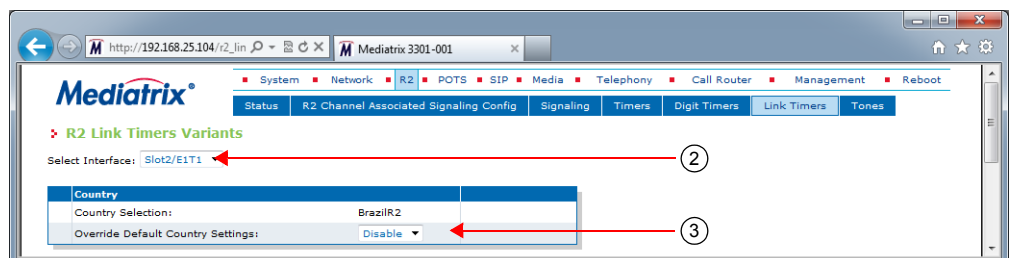 http://192.168.25.104/r2_lin
Mediatrix 3301-001
Mediatrix®
System Network R2 POTS SIP Media Telephony Call Router Management Reboot
Status R2 Channel Associated Signaling Config Signaling Timers Digit Timers Link Timers Tones
R2 Link Timers Variants
Select Interface: Slot2/E1T1
2
Country
Country Selection: BrazilR2
Override Default Country Settings: Disable
3